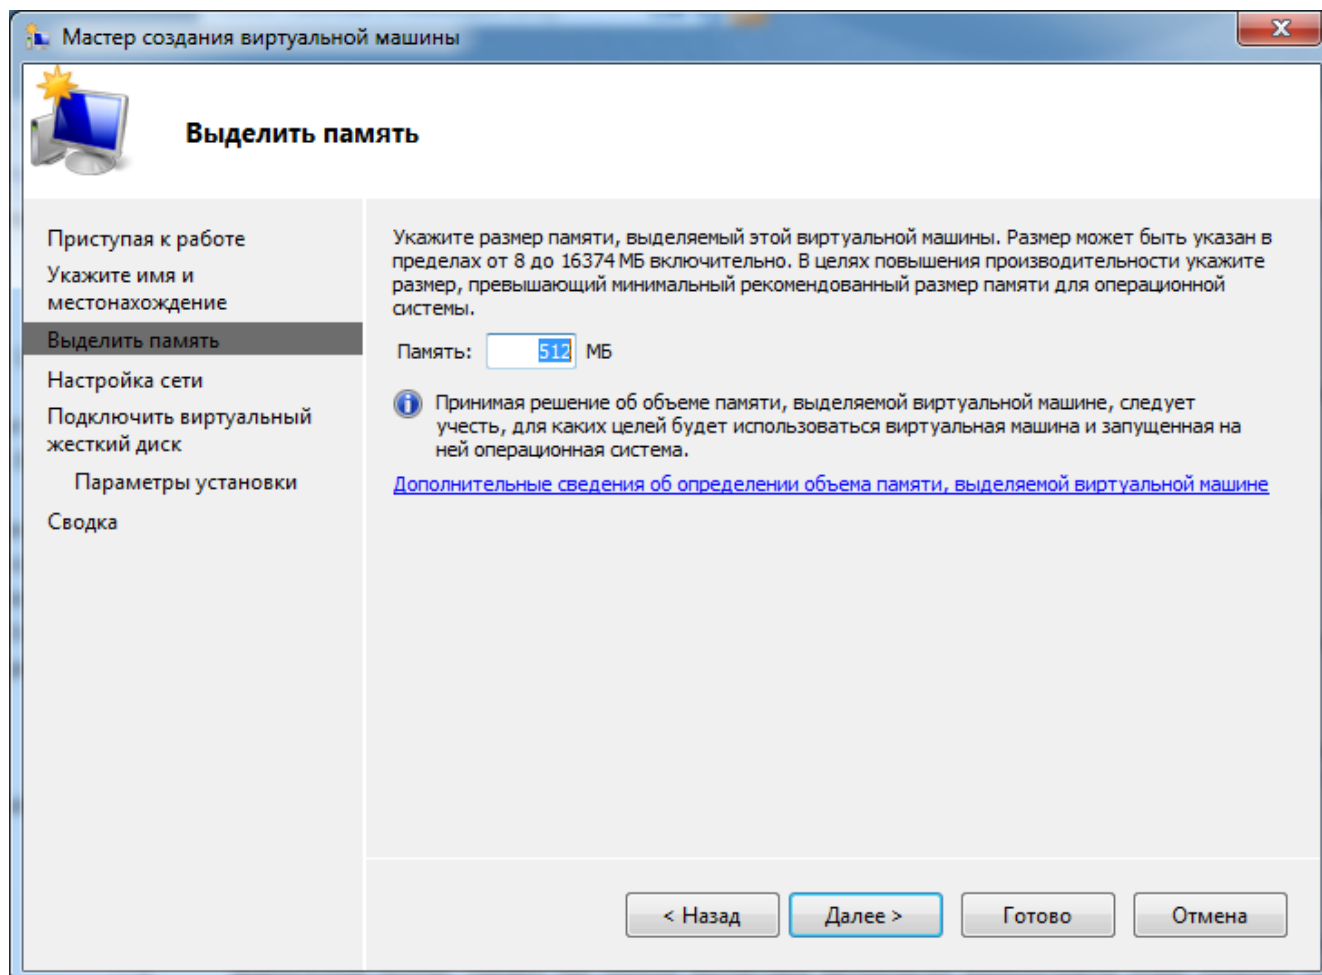 Мастер создания виртуальной машины
Выделить память
Приступая к работе
Укажите имя и
местонахождение
Выделить память
Настройка сети
Подключить виртуальный
жесткий диск
Параметры установки
Сводка
Укажите размер памяти, выделяемый этой виртуальной машины. Размер может быть указан в
пределах от 8 до 16374 МБ включительно. В целях повышения производительности укажите
размер, превышающий минимальный рекомендованный размер памяти для операционной
системы.
Память: 512 МБ
Принимая решение об объеме памяти, выделяемой виртуальной машине, следует
учесть, для каких целей будет использоваться виртуальная машина и запущенная на
ней операционная система.
Дополнительные сведения об определении объема памяти, выделяемой виртуальной машине
< Назад Далее > Готово Отмена